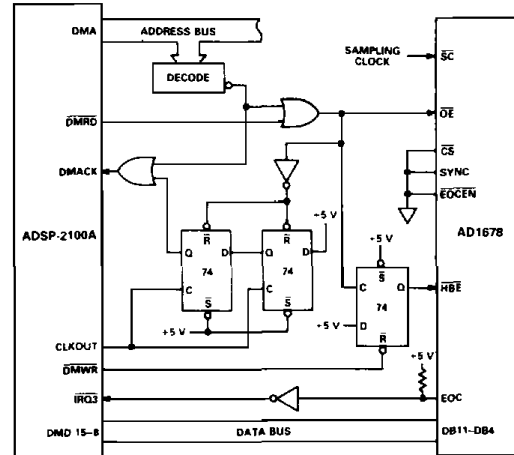 DMA
ADDRESS BUS
SAMPLING
CLOCK
SC
DECODE
DMRD
OE
DMACK
CS
SYNC
EOCEN
+5 V
R
R
ADSP-2100A
Q
D
Q
D
74
74
AD1678
+5 V
S
C
C
S
S
C
Q
HBE
74
+5 V
+5 V
D
R
CLKOUT
DMWR
+5 V
IRQ3
EOC
DMD 15-8
DATA BUS
DB11-DB4